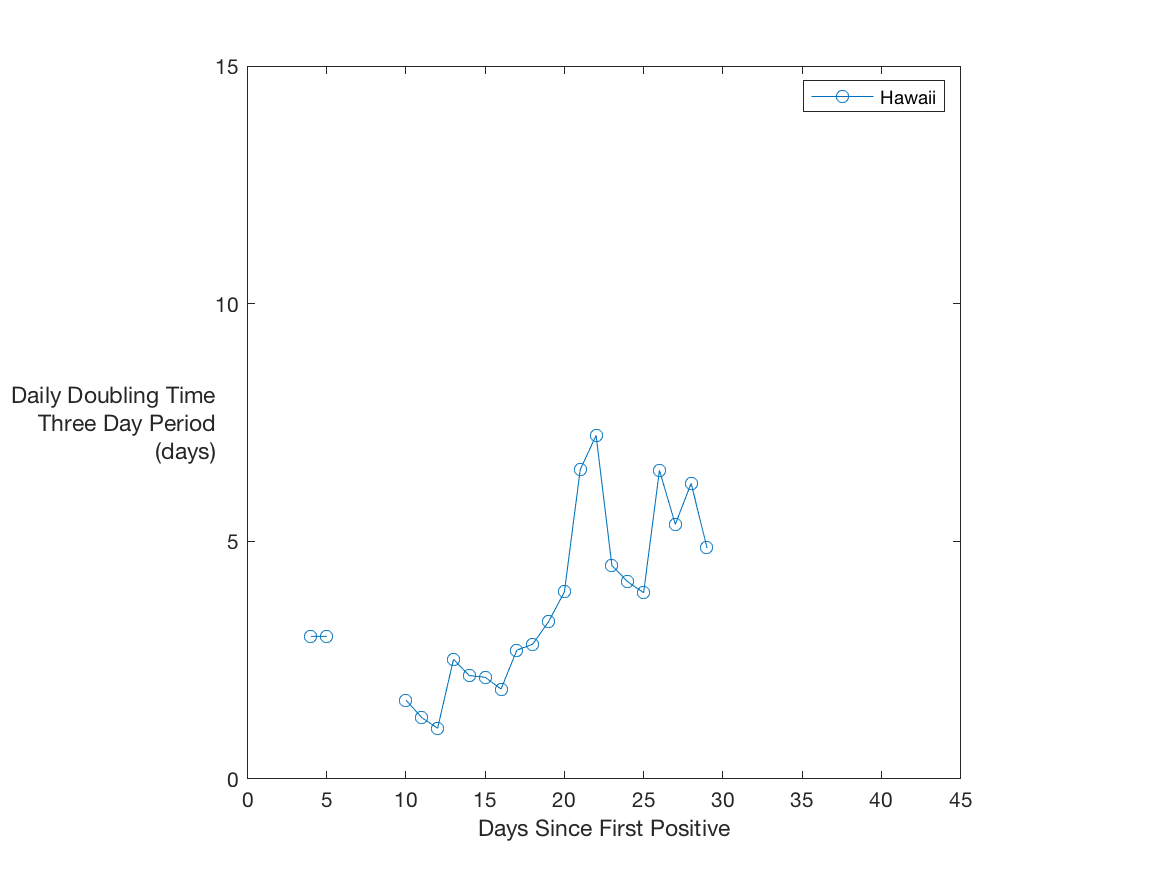 15
Hawaii
10
Daily Doubling Time
Three Day Period
(days)
5
0
0 5 10 15 20 25 30 35 40 45
Days Since First Positive